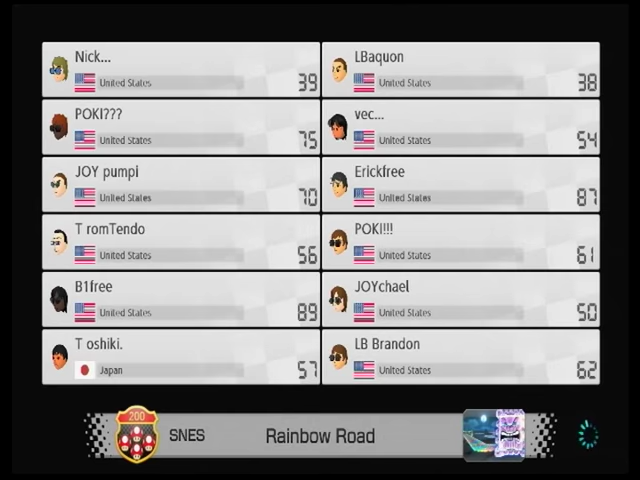 Nick...
United States
39
LBaquon
United States
38
POKI???
United States
75
vec...
United States
54
JOY pumpi
United States
70
Erickfree
United States
87
T romTendo
United States
56
POKI!!!
United States
61
B1free
United States
89
JOYchael
United States
50
T oshiki.
Japan
57
LB Brandon
United States
62
200
SNES
Rainbow Road